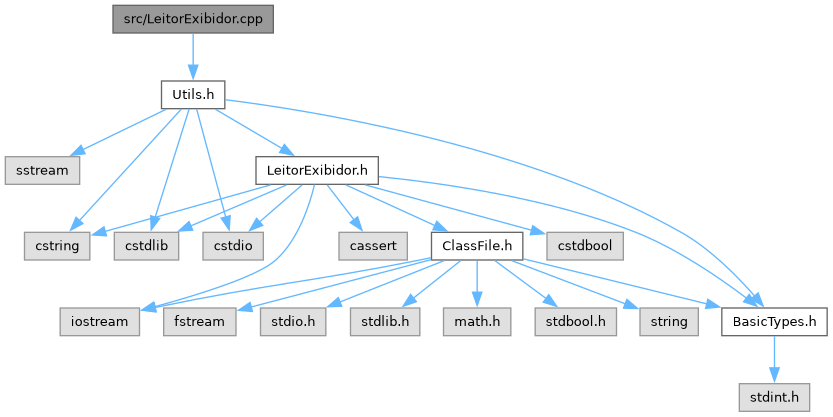 src/LeitorExibidor.cpp
Utils.h
sstream
LeitorExibidor.h
cstring
cstdlib
cstdio
cassert
ClassFile.h
cstdbool
iostream
fstream
stdio.h
stdlib.h
math.h
stdbool.h
string
BasicTypes.h
stdint.h